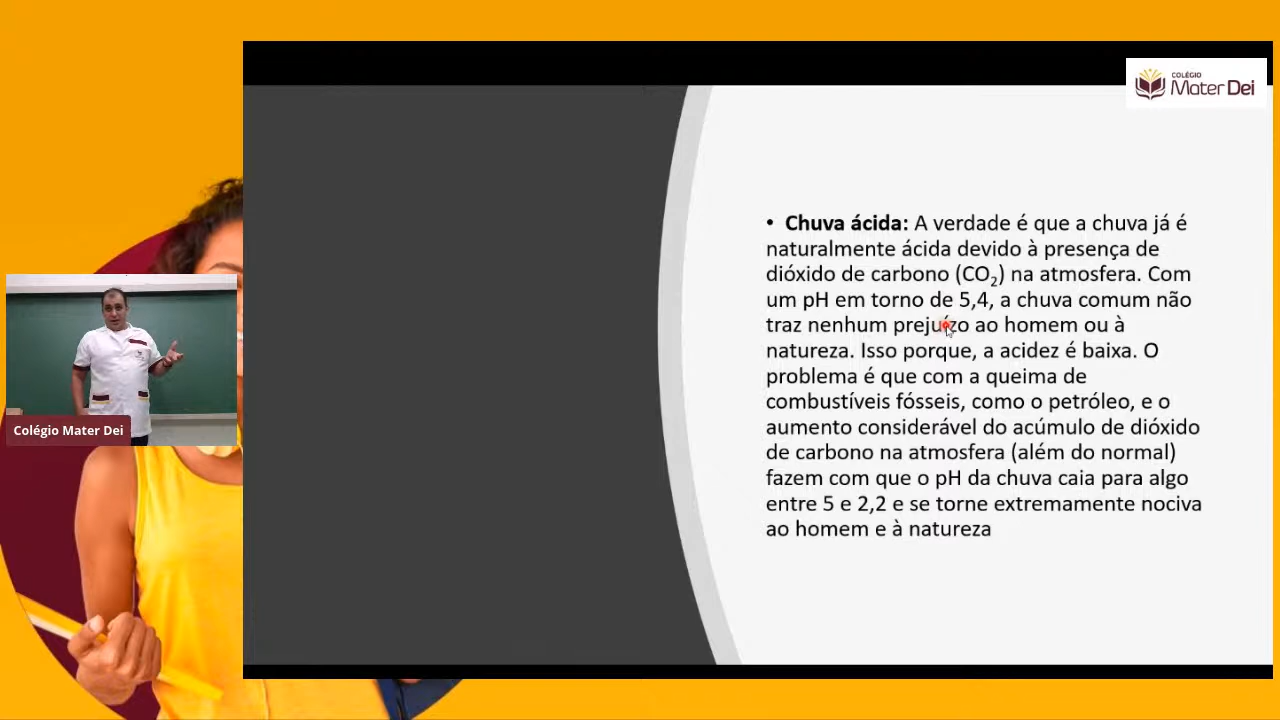 COLÉGIO
Mater Dei
• Chuva ácida: A verdade é que a chuva já é
naturalmente ácida devido à presença de
dióxido de carbono (CO₂) na atmosfera. Com
um pH em torno de 5,4, a chuva comum não
traz nenhum prejuízo ao homem ou à
natureza. Isso porque, a acidez é baixa. O
problema é que com a queima de
combustíveis fósseis, como o petróleo, e o
aumento considerável do acúmulo de dióxido
de carbono na atmosfera (além do normal)
fazem com que o pH da chuva caia para algo
entre 5 e 2,2 e se torne extremamente nociva
ao homem e à natureza
Colégio Mater Dei